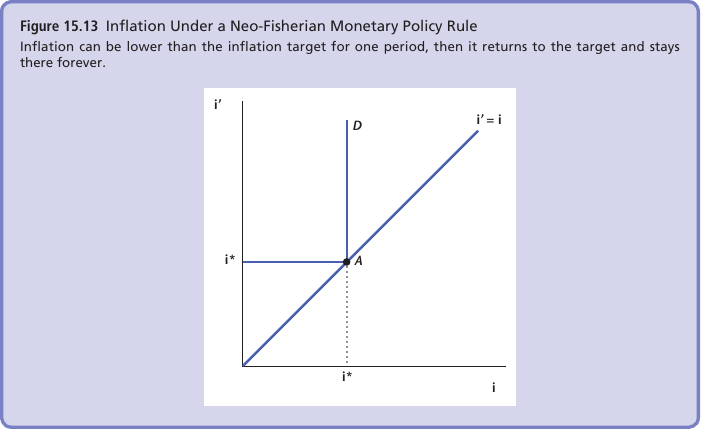 Figure 15.13 Inflation Under a Neo-Fisherian Monetary Policy Rule
Inflation can be lower than the inflation target for one period, then it returns to the target and stays
there forever.
i′
i′ = i
D
i*
A
i*
i